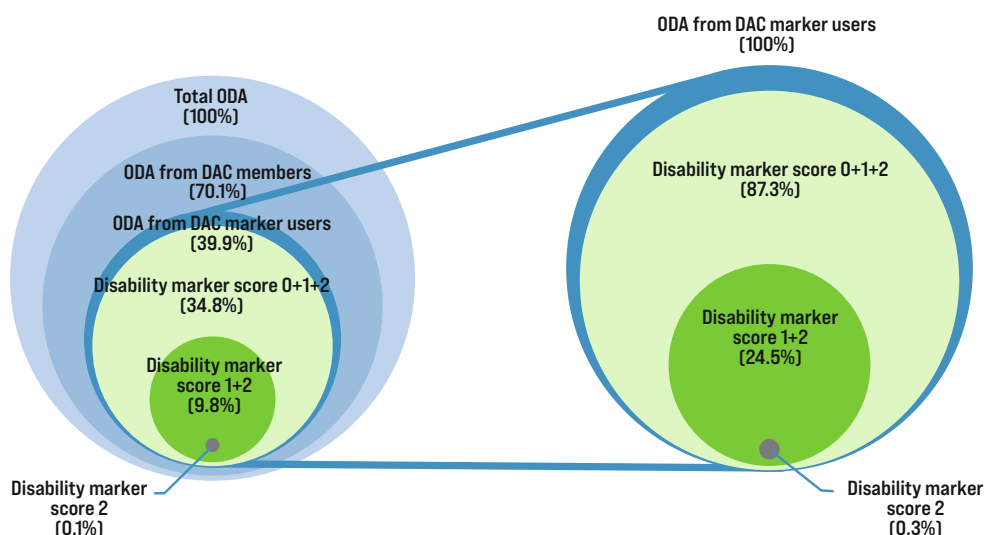 Total ODA
(100%)
ODA from DAC members
(70.1%)
ODA from DAC marker users
(39.9%)
Disability marker score 0+1+2
(34.8%)
Disability marker
score 1+2
(9.8%)
Disability marker
score 2
(0.1%)
ODA from DAC marker users
(100%)
Disability marker score 0+1+2
(87.3%)
Disability marker
score 1+2
(24.5%)
Disability marker
score 2
(0.3%)